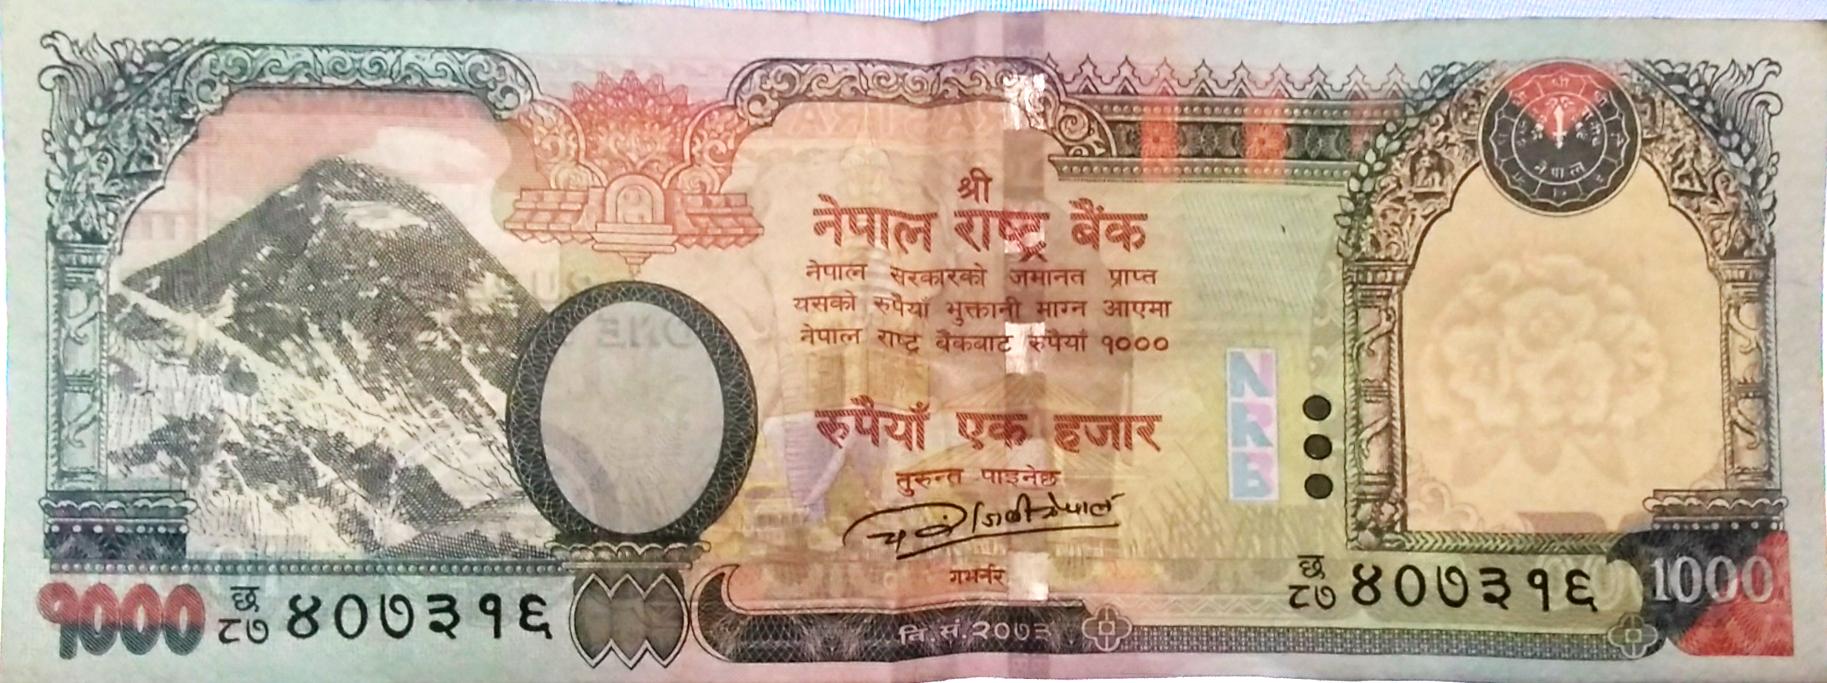 श्री
नेपाल राष्ट्र बैंक
नेपाल सरकारको जमानत प्राप्त
यसको रुपैयाँ भुक्तानी माग्न आएमा
नेपाल राष्ट्र बैंकबाट रुपैयाँ १०००
रुपैयाँ एक हजार
तुरुन्त पाइनेछ
गभर्नर
NRB
नेपाल
१०००
छ
८७ ४०७३१६
वि.सं.२०७३
छ
८७ ४०७३१६
1000